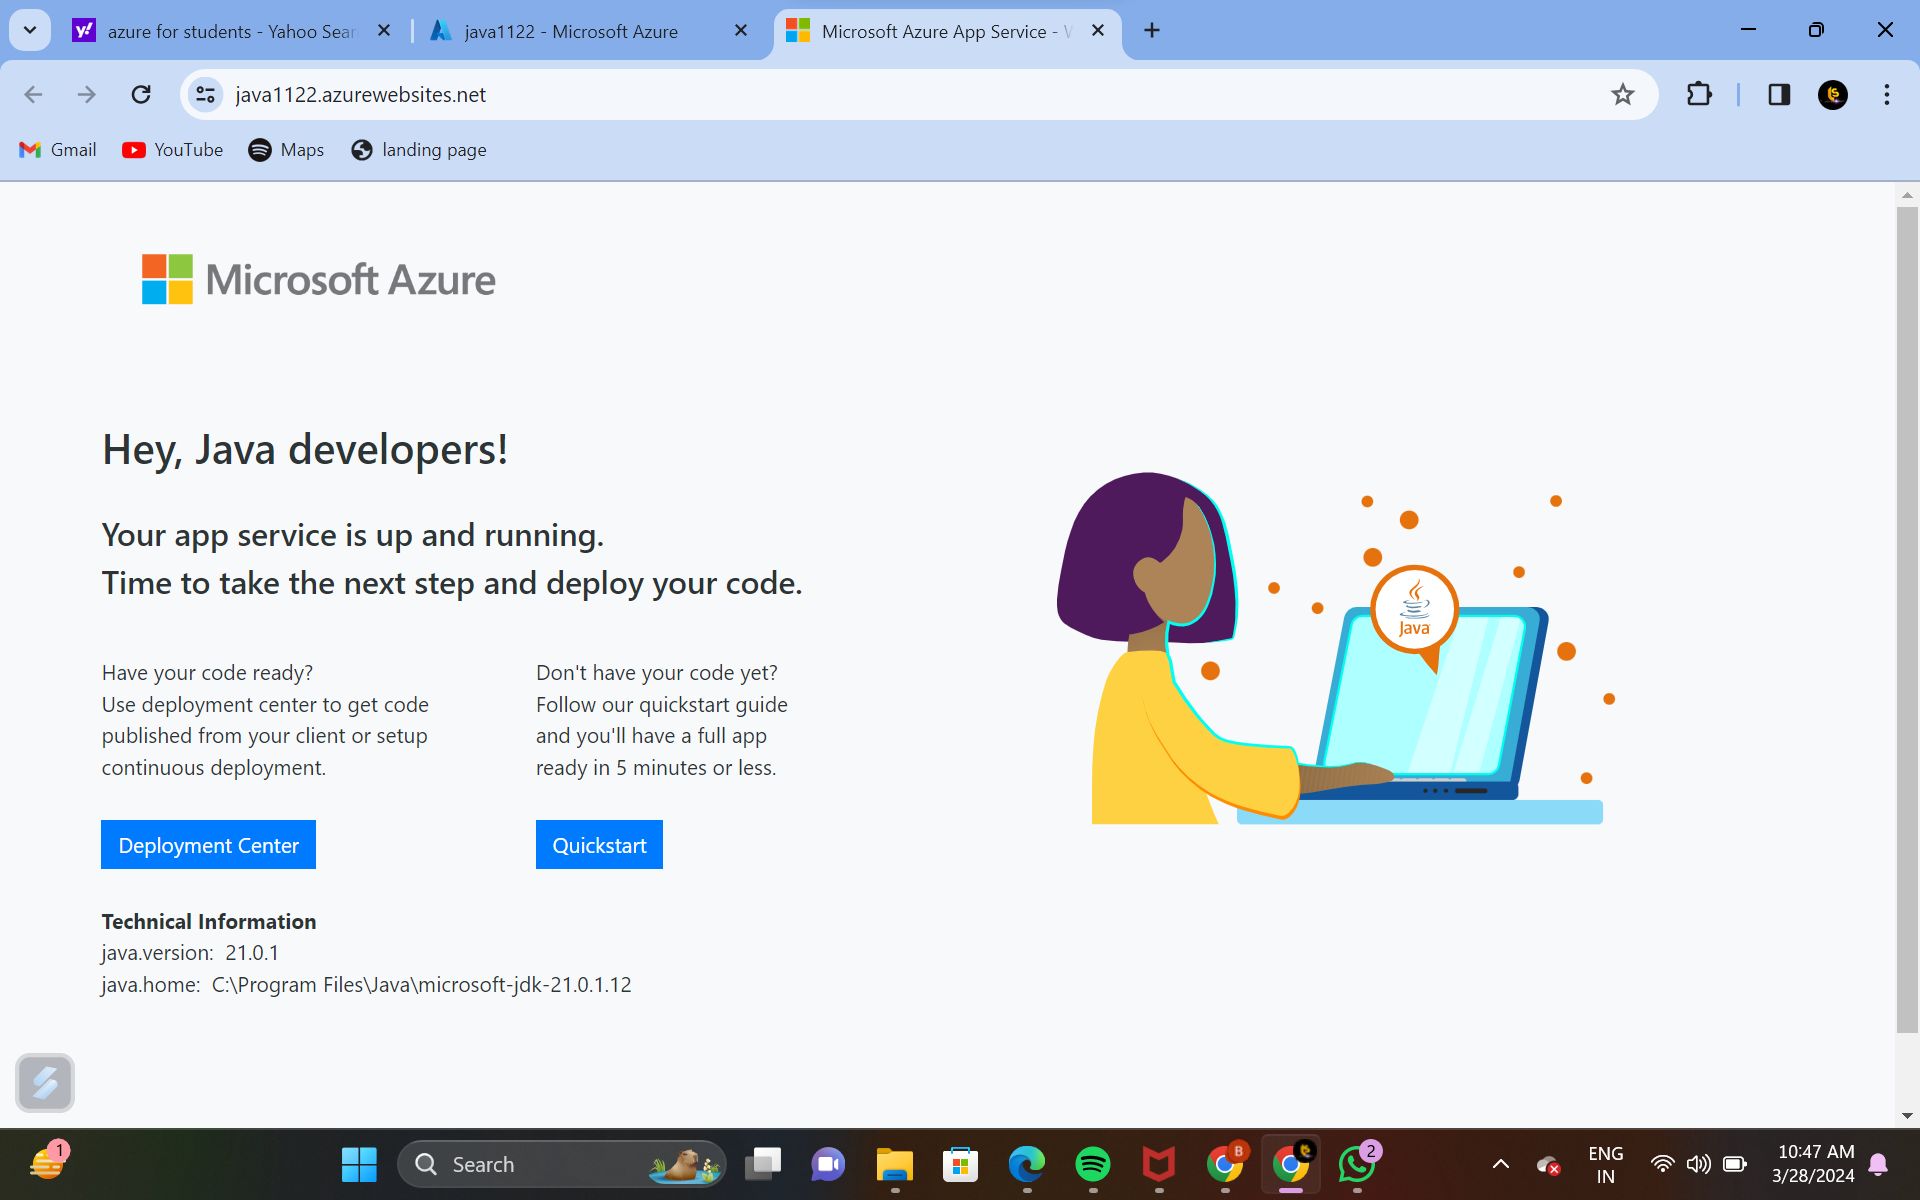 azure for students - Yahoo Sear
java1122 - Microsoft Azure
Microsoft Azure App Service - W
java1122.azurewebsites.net
Gmail
YouTube
Maps
landing page
Microsoft Azure
Hey, Java developers!
Your app service is up and running.
Time to take the next step and deploy your code.
Have your code ready?
Use deployment center to get code
published from your client or setup
continuous deployment.
Don't have your code yet?
Follow our quickstart guide
and you'll have a full app
ready in 5 minutes or less.
Deployment Center
Quickstart
Java
Technical Information
java.version: 21.0.1
java.home: C:\Program Files\Java\microsoft-jdk-21.0.1.12
1
Search
B
2
ENG
IN
10:47 AM
3/28/2024